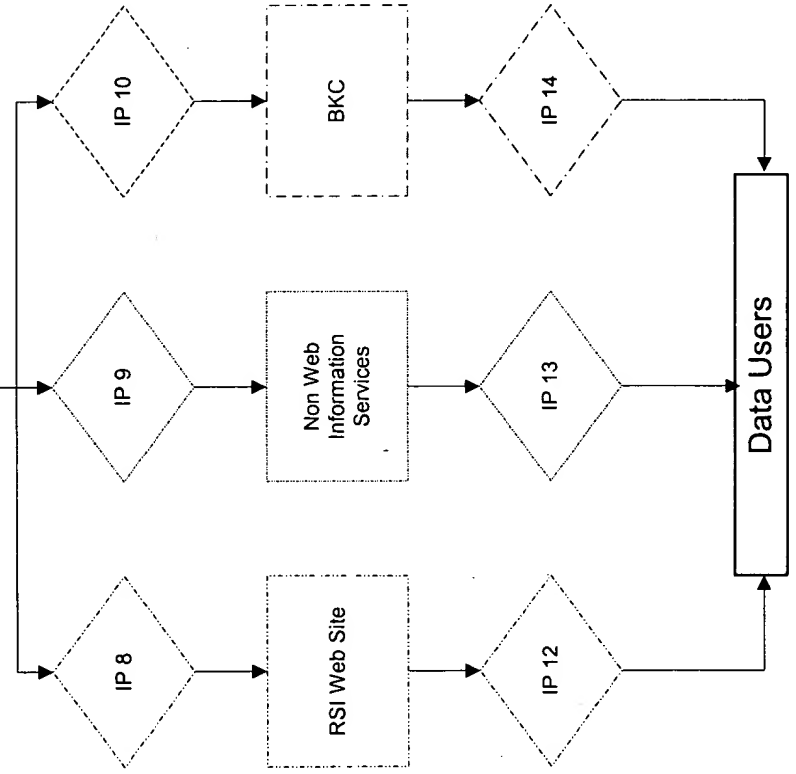 IP 8
IP 9
IP 10
RSI Web Site
Non Web
Information
Services
BKC
IP 12
IP 13
IP 14
Data Users